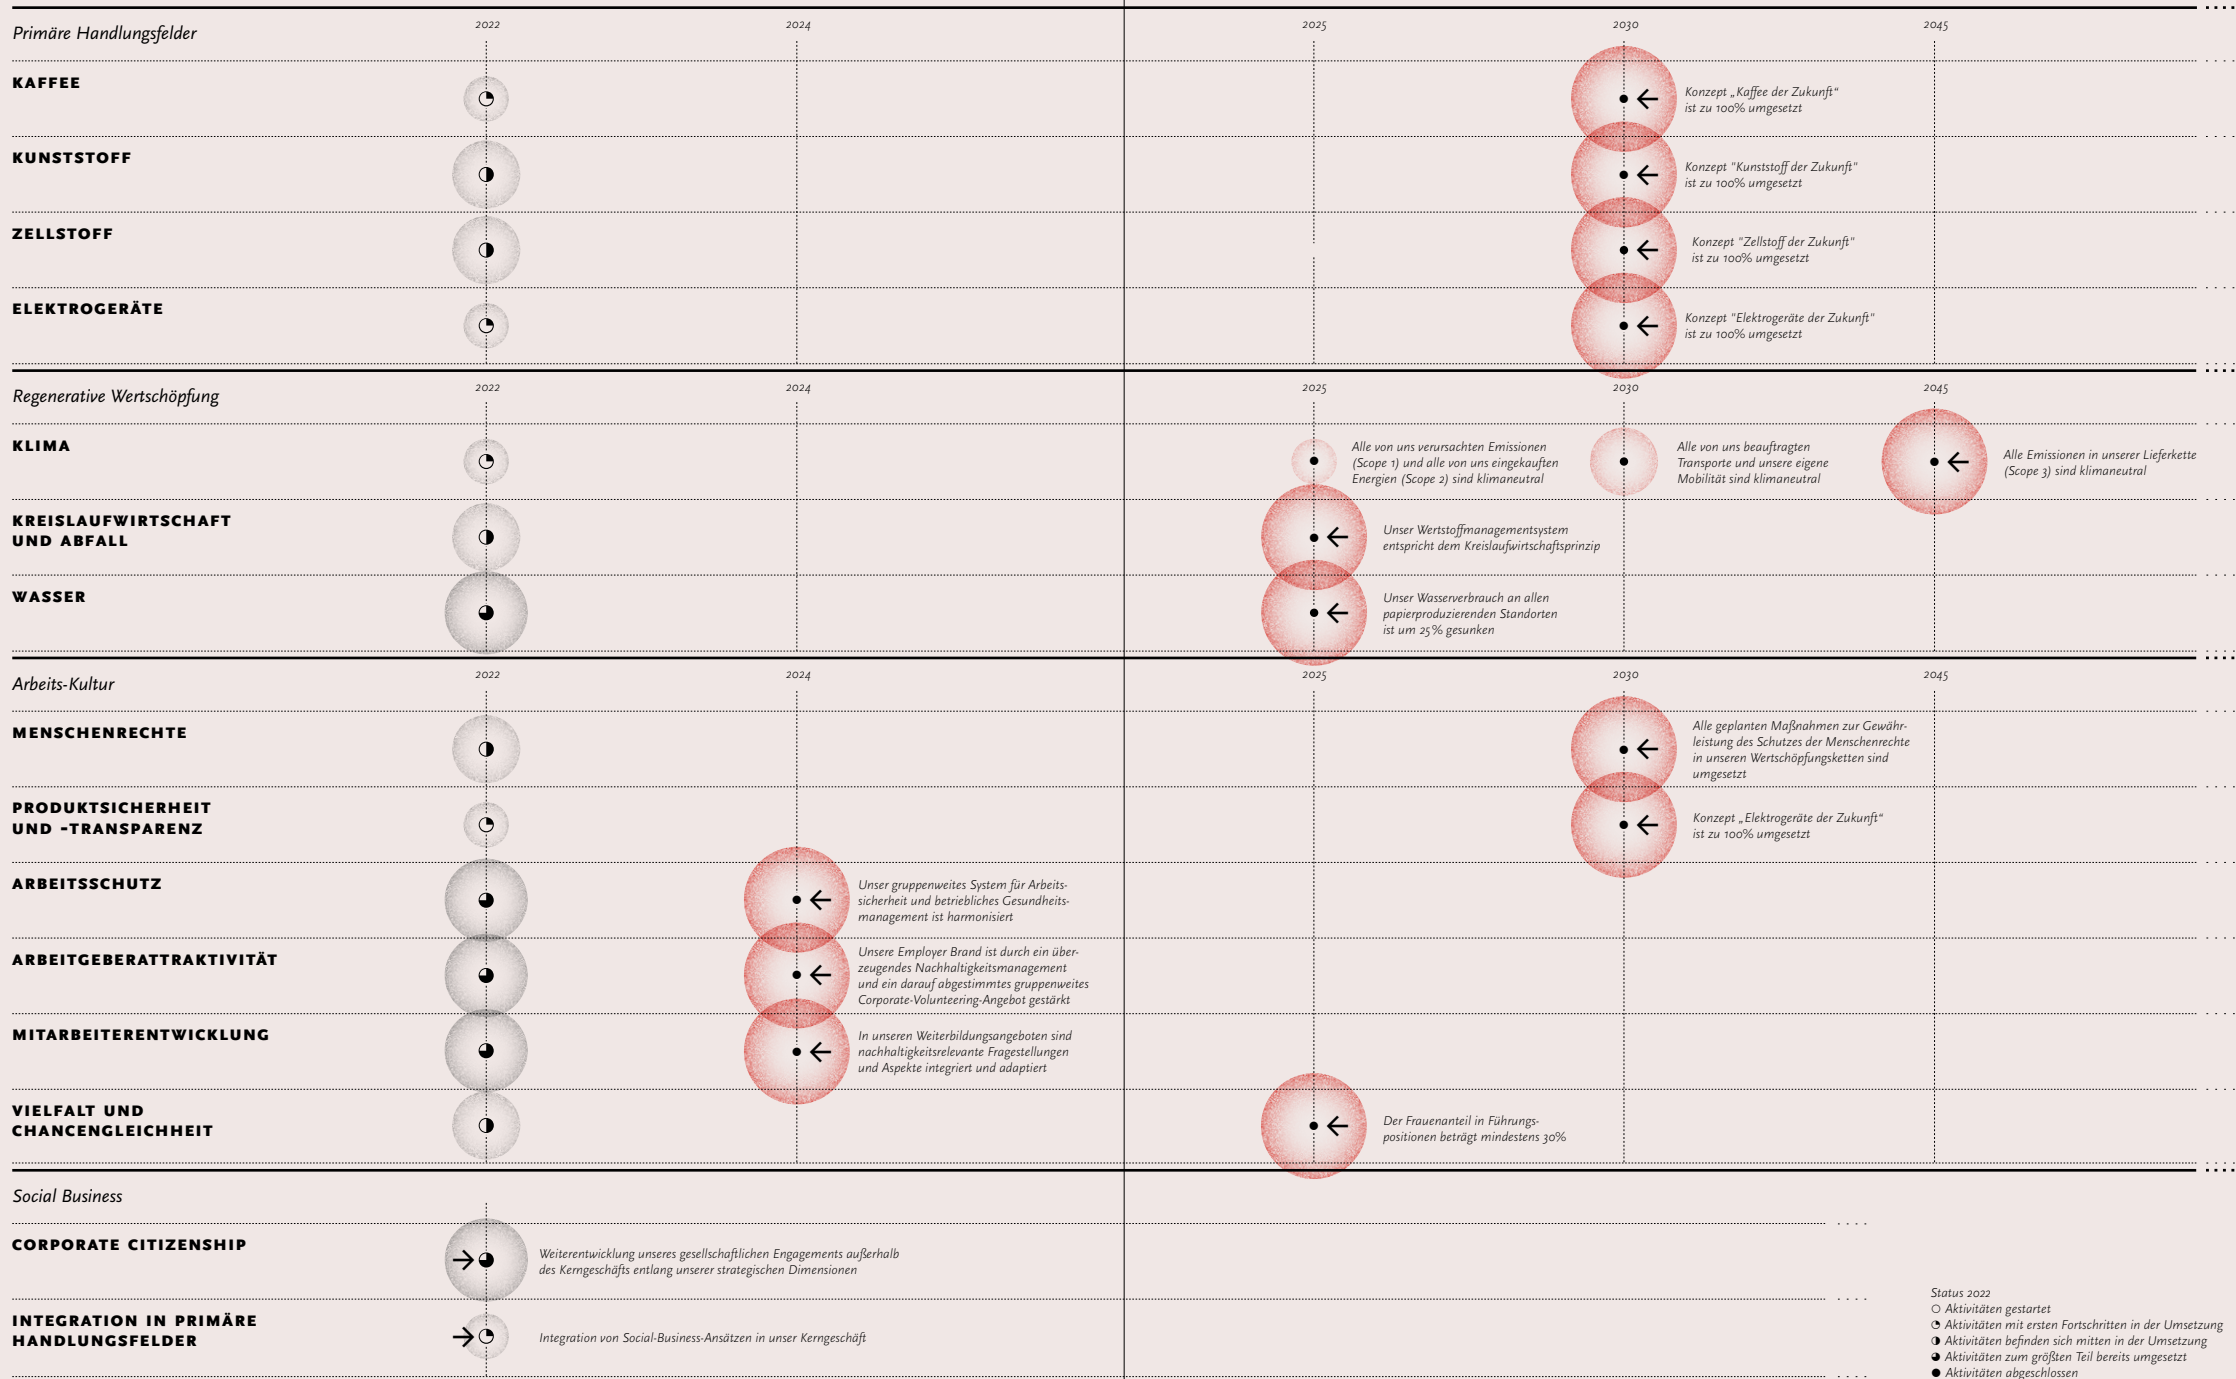 Primäre Handlungsfelder
2022
2024
2025
2030
2045
KAFFEE
Konzept „Kaffee der Zukunft“
ist zu 100% umgesetzt
KUNSTSTOFF
Konzept “Kunststoff der Zukunft“
ist zu 100% umgesetzt
ZELLSTOFF
Konzept “Zellstoff der Zukunft“
ist zu 100% umgesetzt
ELEKTROGERÄTE
Konzept “Elektrogeräte der Zukunft“
ist zu 100% umgesetzt
Regenerative Wertschöpfung
2022
2024
2025
2030
2045
KLIMA
Alle von uns verursachten Emissionen
(Scope 1) und alle von uns eingekauften
Energien (Scope 2) sind klimaneutral
Alle von uns beauftragten
Transporte und unsere eigene
Mobilität sind klimaneutral
Alle Emissionen in unserer Lieferkette
(Scope 3) sind klimaneutral
KREISLAUFWIRTSCHAFT
UND ABFALL
Unser Wertstoffmanagementsystem
entspricht dem Kreislaufwirtschaftsprinzip
WASSER
Unser Wasserverbrauch an allen
papierproduzierenden Standorten
ist um 25% gesunken
Arbeits-Kultur
2022
2024
2025
2030
2045
MENSCHENRECHTE
Alle geplanten Maßnahmen zur Gewähr-
leistung des Schutzes der Menschenrechte
in unseren Wertschöpfungsketten sind
umgesetzt
PRODUKTSICHERHEIT
UND -TRANSPARENZ
Konzept „Elektrogeräte der Zukunft“
ist zu 100% umgesetzt
ARBEITSSCHUTZ
Unser gruppenweites System für Arbeits-
sicherheit und betriebliches Gesundheits-
management ist harmonisiert
ARBEITGEBERATTRAKTIVITÄT
Unsere Employer Brand ist durch ein über-
zeugendes Nachhaltigkeitsmanagement
und ein darauf abgestimmtes gruppenweites
Corporate-Volunteering-Angebot gestärkt
MITARBEITERENTWICKLUNG
In unseren Weiterbildungsangeboten sind
nachhaltigkeitsrelevante Fragestellungen
und Aspekte integriert und adaptiert
VIELFALT UND
CHANCENGLEICHHEIT
Der Frauenanteil in Führungs-
positionen beträgt mindestens 30%
Social Business
CORPORATE CITIZENSHIP
Weiterentwicklung unseres gesellschaftlichen Engagements außerhalb
des Kerngeschäfts entlang unserer strategischen Dimensionen
INTEGRATION IN PRIMÄRE
HANDLUNGSFELDER
Integration von Social-Business-Ansätzen in unser Kerngeschäft
Status 2022
Aktivitäten gestartet
Aktivitäten mit ersten Fortschritten in der Umsetzung
Aktivitäten befinden sich mitten in der Umsetzung
Aktivitäten zum größten Teil bereits umgesetzt
Aktivitäten abgeschlossen